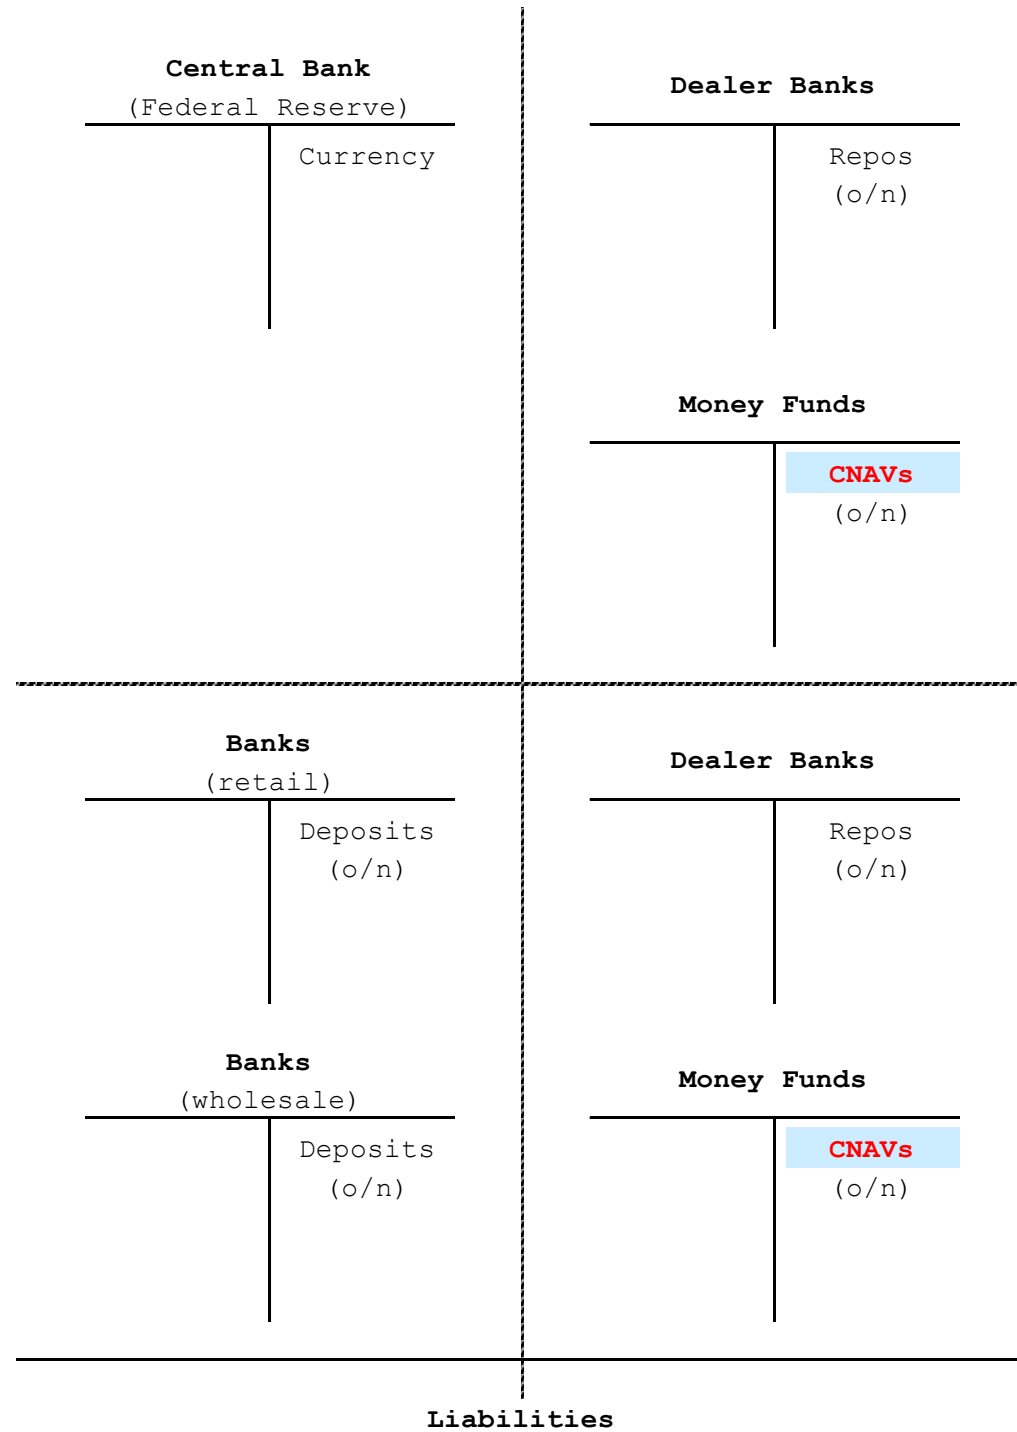 Central Bank
(Federal Reserve)
Currency
Dealer Banks
Repos
(o/n)
Money Funds
CNAVs
(o/n)
Banks
(retail)
Deposits
(o/n)
Dealer Banks
Repos
(o/n)
Banks
(wholesale)
Deposits
(o/n)
Money Funds
CNAVs
(o/n)
Liabilities